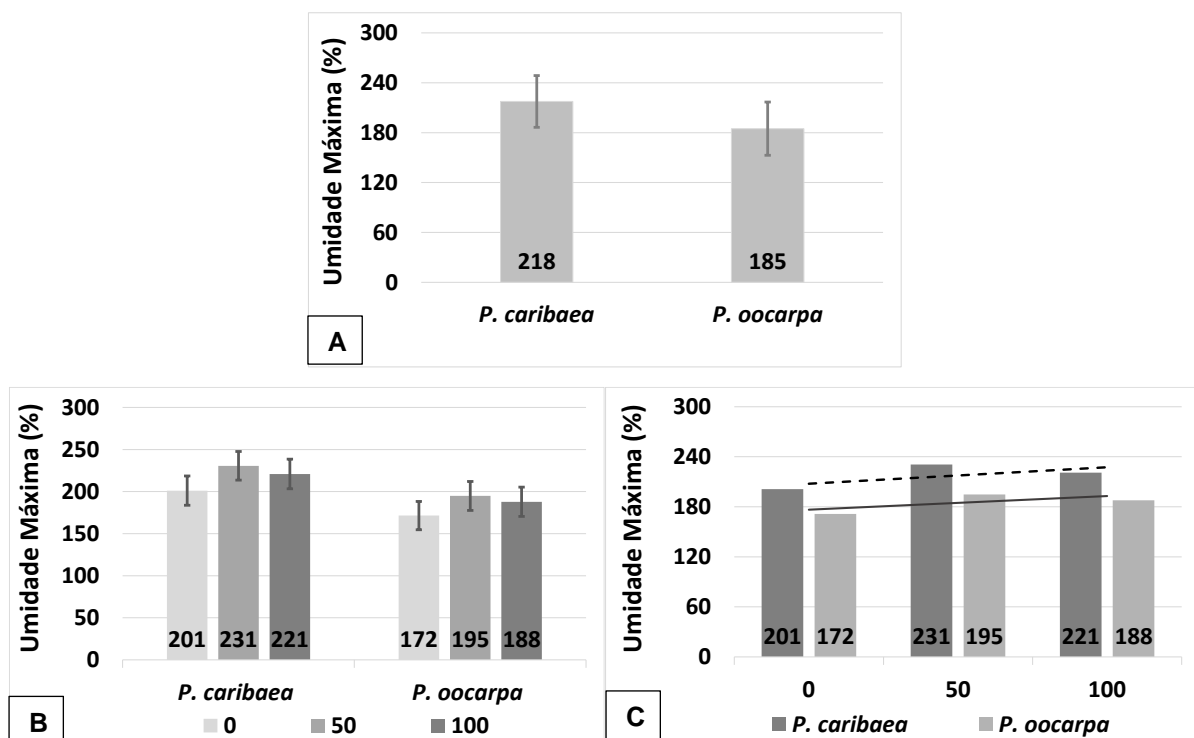 Umidade Máxima (%)
300
240
180
120
60
0
218
185
P. caribaea
P. oocarpa
A
Umidade Máxima (%)
300
250
200
150
100
50
0
201 231 221 172 195 188
P. caribaea P. oocarpa
0 50 100
B
Umidade Máxima (%)
300
240
180
120
60
0
201 172 231 195 221 188
0 50 100
P. caribaea P. oocarpa
C